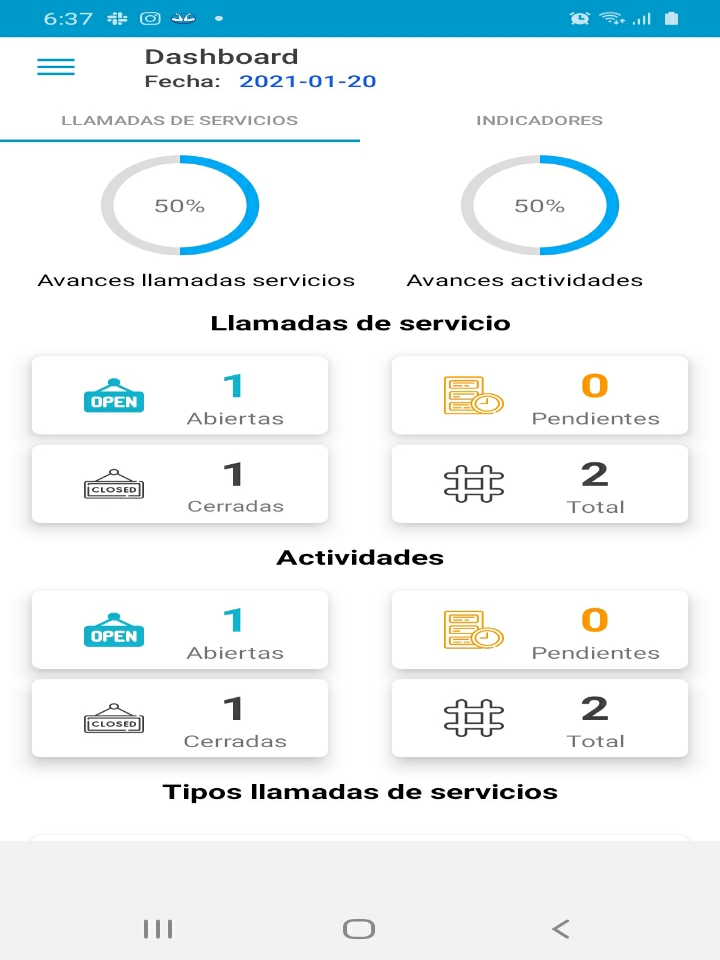 6:37
Dashboard
Fecha: 2021-01-20
LLAMADAS DE SERVICIOS
INDICADORES
50%
50%
Avances llamadas servicios
Avances actividades
Llamadas de servicio
OPEN
1
Abiertas
0
Pendientes
CLOSED
1
Cerradas
2
Total
Actividades
OPEN
1
Abiertas
0
Pendientes
CLOSED
1
Cerradas
2
Total
Tipos llamadas de servicios